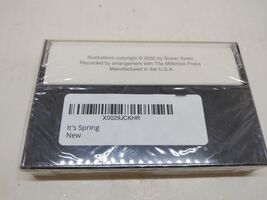 Illustrations copyright © 2002 by Susan Swan
Recorded by arrangement with The Millbrook Press
Manufactured in the U.S.A.
X0029JCKHR
It's Spring
New